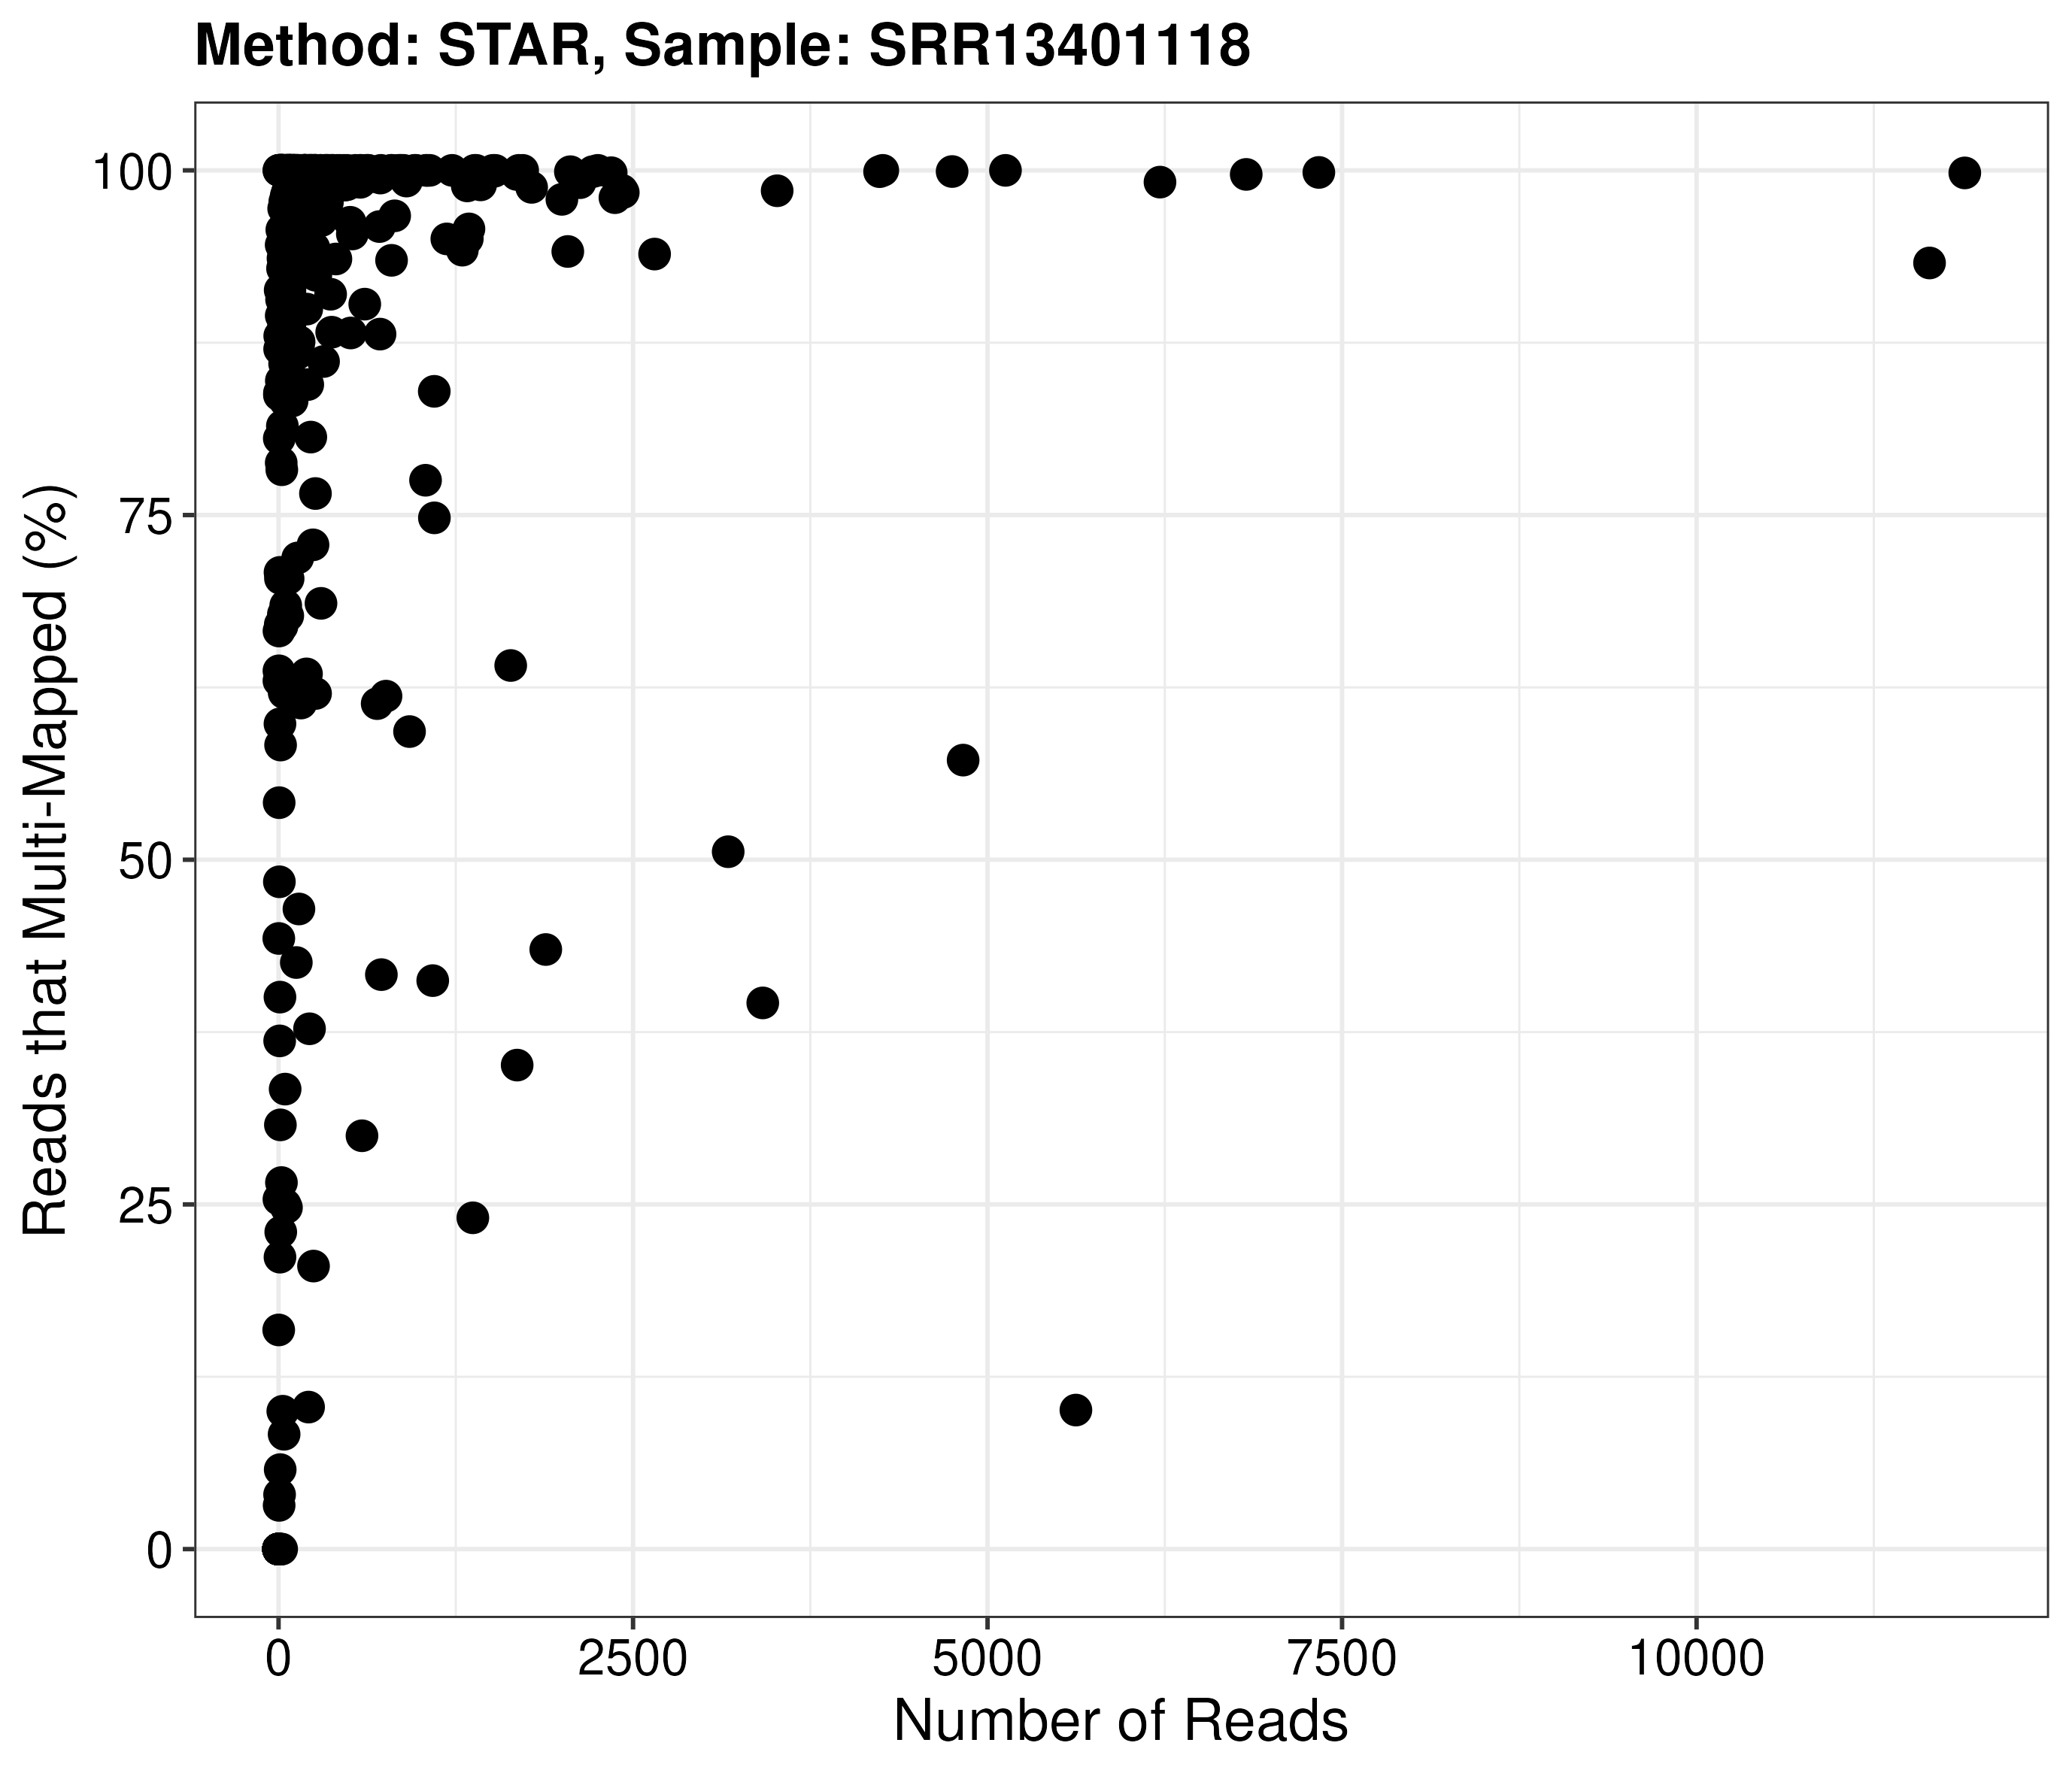 Method: STAR, Sample: SRR13401118
Reads that Multi-Mapped (%)
100
75
50
25
0
0 2500 5000 7500 10000
Number of Reads